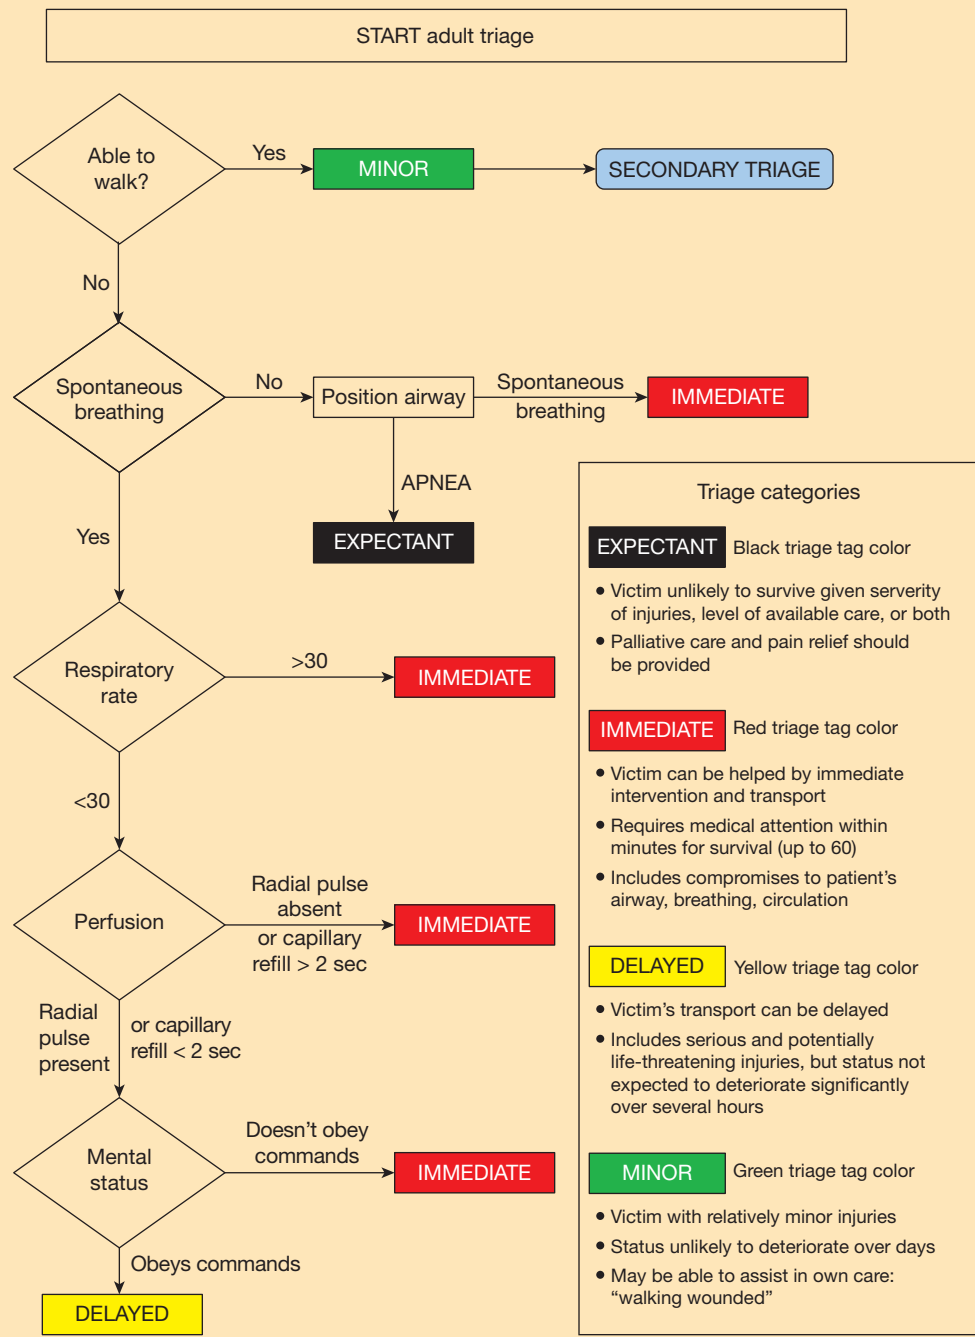 START adult triage
Able to
walk?
Yes
MINOR
SECONDARY TRIAGE
No
Spontaneous
breathing
No
Position airway
Spontaneous
breathing
IMMEDIATE
APNEA
EXPECTANT
Yes
Respiratory
rate
>30
IMMEDIATE
<30
Perfusion
Radial pulse
absent
or capillary
refill > 2 sec
IMMEDIATE
Radial
pulse
present
or capillary
refill < 2 sec
Mental
status
Doesn't obey
commands
IMMEDIATE
Obeys commands
DELAYED
Triage categories
EXPECTANT Black triage tag color
• Victim unlikely to survive given serverity
of injuries, level of available care, or both
• Palliative care and pain relief should
be provided
IMMEDIATE Red triage tag color
• Victim can be helped by immediate
intervention and transport
• Requires medical attention within
minutes for survival (up to 60)
• Includes compromises to patient's
airway, breathing, circulation
DELAYED Yellow triage tag color
• Victim's transport can be delayed
• Includes serious and potentially
life-threatening injuries, but status not
expected to deteriorate significantly
over several hours
MINOR Green triage tag color
• Victim with relatively minor injuries
• Status unlikely to deteriorate over days
• May be able to assist in own care:
“walking wounded”